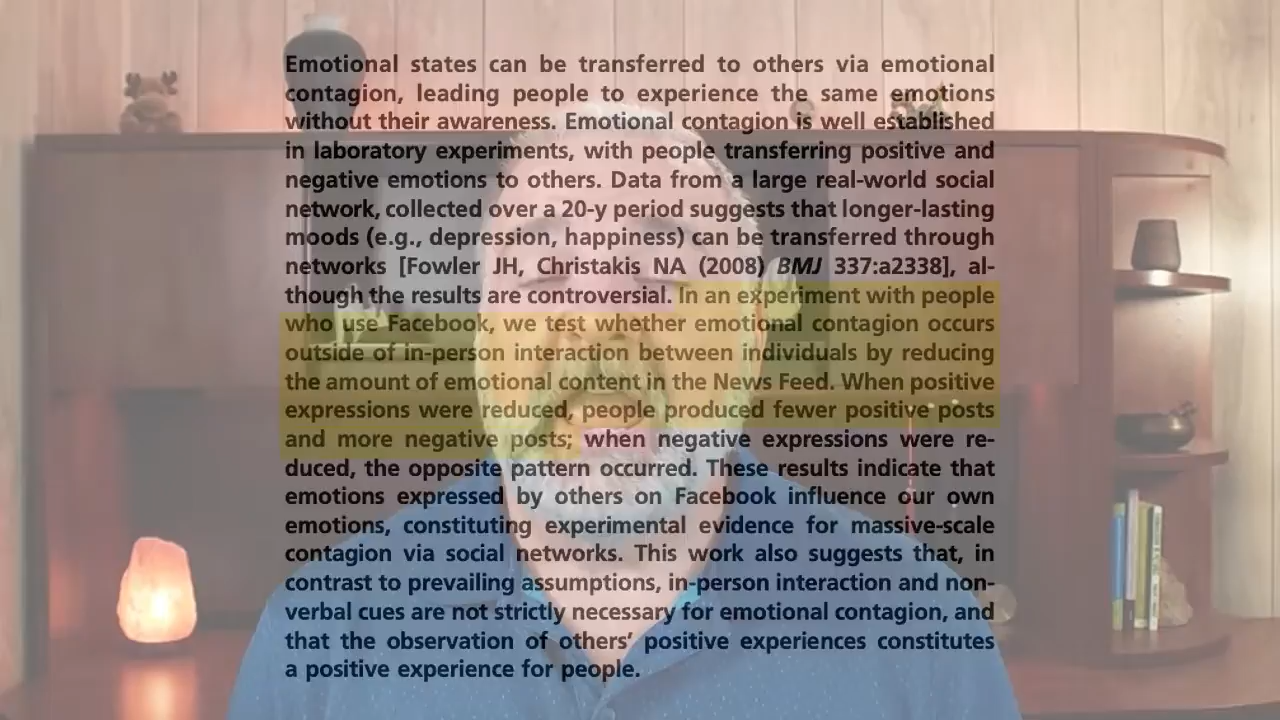 Emotional states can be transferred to others via emotional
contagion, leading people to experience the same emotions
without their awareness. Emotional contagion is well established
in laboratory experiments, with people transferring positive and
negative emotions to others. Data from a large real-world social
network, collected over a 20-y period suggests that longer-lasting
moods (e.g., depression, happiness) can be transferred through
networks [Fowler JH, Christakis NA (2008) BMJ 337:a2338], al-
though the results are controversial. In an experiment with people
who use Facebook, we test whether emotional contagion occurs
outside of in-person interaction between individuals by reducing
the amount of emotional content in the News Feed. When positive
expressions were reduced, people produced fewer positive posts
and more negative posts; when negative expressions were re-
duced, the opposite pattern occurred. These results indicate that
emotions expressed by others on Facebook influence our own
emotions, constituting experimental evidence for massive-scale
contagion via social networks. This work also suggests that, in
contrast to prevailing assumptions, in-person interaction and non-
verbal cues are not strictly necessary for emotional contagion, and
that the observation of others' positive experiences constitutes
a positive experience for people.